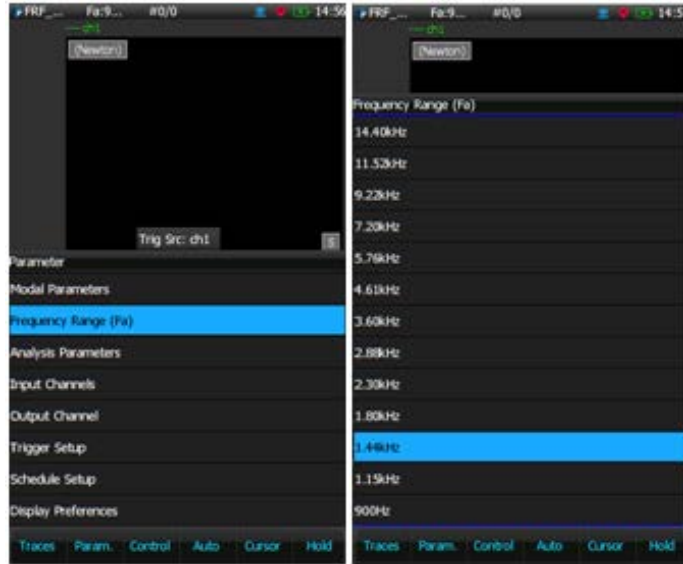 FRF_... Fa:9... #0/0 14:56
ch1
(Newton)
Trig Src: ch1
S
Parameter
Modal Parameters
Frequency Range (Fa)
Analysis Parameters
Input Channels
Output Channel
Trigger Setup
Schedule Setup
Display Preferences
Traces Param. Control Auto Cursor Hold
FRF_... Fa:9... #0/0
ch1
(Newton)
Frequency Range (Fa)
14.40kHz
11.52kHz
9.22kHz
7.20kHz
5.76kHz
4.61kHz
3.60kHz
2.88kHz
2.30kHz
1.80kHz
1.44kHz
1.15kHz
900Hz
Traces Param. Control Auto Cursor Hold